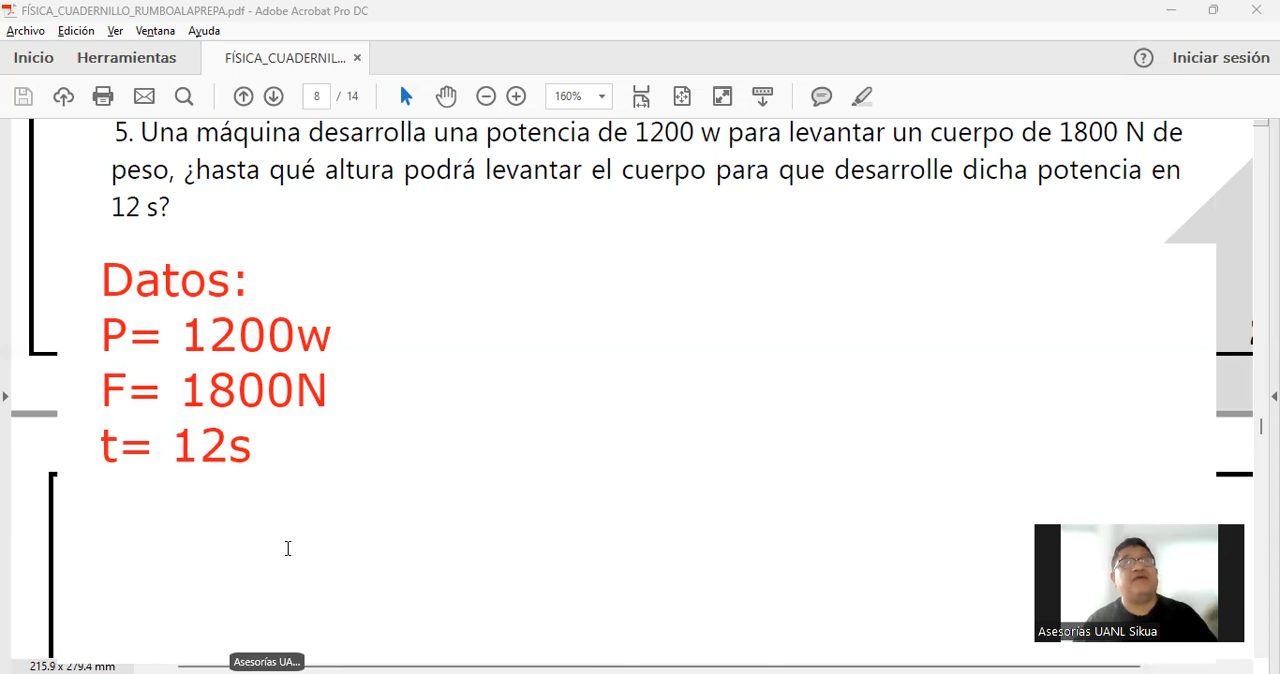 FÍSICA_CUADERNILLO_RUMBOALAPREPA.pdf - Adobe Acrobat Pro DC
Archivo Edición Ver Ventana Ayuda
Inicio Herramientas FÍSICA_CUADERNIL... × ? Iniciar sesión
8 / 14 160%
5. Una máquina desarrolla una potencia de 1200 w para levantar un cuerpo de 1800 N de
peso, ¿hasta qué altura podrá levantar el cuerpo para que desarrolle dicha potencia en
12 s?
Datos:
P= 1200w
F= 1800N
t= 12s
Asesorías UANL Sikua
Asesorías UA...
215.9 x 279.4 mm